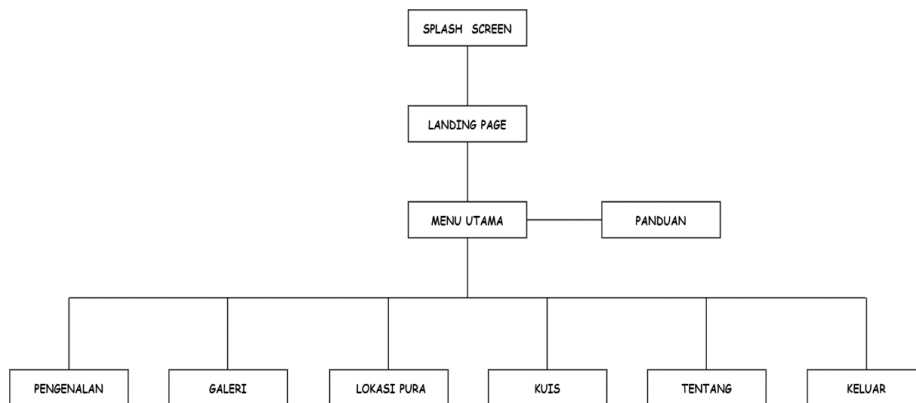 SPLASH SCREEN
LANDING PAGE
MENU UTAMA
PANDUAN
PENGENALAN
GALERI
LOKASI PURA
KUIS
TENTANG
KELUAR